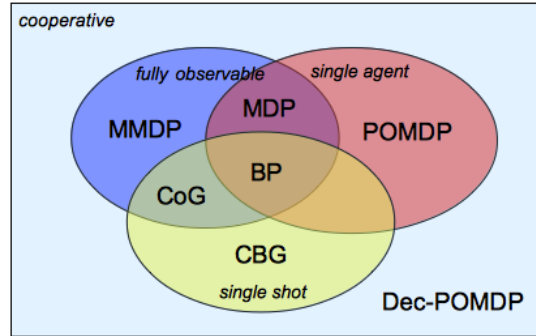 cooperative
fully observable
single agent
MDP
MMDP
POMDP
BP
CoG
CBG
single shot
Dec-POMDP